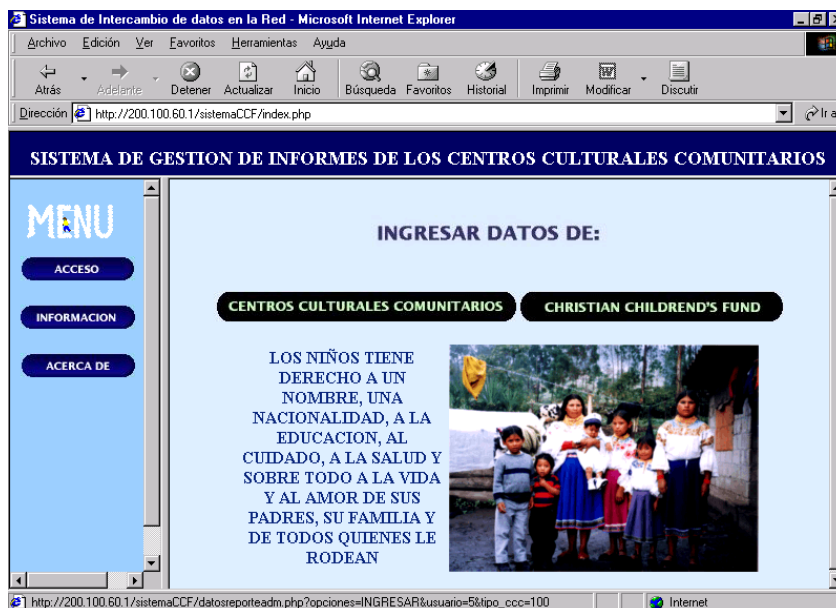 Sistema de Intercambio de datos en la Red - Microsoft Internet Explorer
Archivo Edición Ver Favoritos Herramientas Ayuda
Atrás Adelante Detener Actualizar Inicio Búsqueda Favoritos Historial Imprimir Modificar Discutir
Dirección http://200.100.60.1/sistemaCCF/index.php Ir a
SISTEMA DE GESTION DE INFORMES DE LOS CENTROS CULTURALES COMUNITARIOS
MENU
ACCESO
INFORMACION
ACERCA DE
INGRESAR DATOS DE:
CENTROS CULTURALES COMUNITARIOS CHRISTIAN CHILDREND'S FUND
LOS NIÑOS TIENE
DERECHO A UN
NOMBRE, UNA
NACIONALIDAD, A LA
EDUCACION, AL
CUIDADO, A LA SALUD Y
SOBRE TODO A LA VIDA
Y AL AMOR DE SUS
PADRES, SU FAMILIA Y
DE TODOS QUIENES LE
RODEAN
http://200.100.60.1/sistemaCCF/datosreporteadm.php?opciones=INGRESAR&usuario=5&tipo_ccc=100 Internet